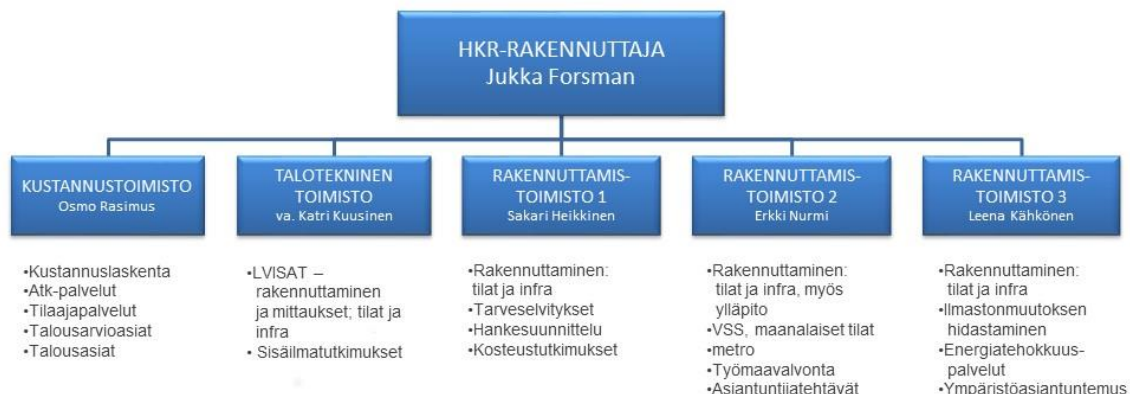 HKR-RAKENNUTTAJA
Jukka Forsman
KUSTANNUSTOIMISTO
Osmo Rasimus
TALOTEKNINEN
TOIMISTO
va. Katri Kuusinen
RAKENNUTTAMIS-
TOIMISTO 1
Sakari Heikkinen
RAKENNUTTAMIS-
TOIMISTO 2
Erkki Nurmi
RAKENNUTTAMIS-
TOIMISTO 3
Leena Kähkönen
•Kustannuslaskenta
•Atk-palvelut
•Tilaajapalvelut
•Talousarvioasiat
•Talousasiat
•LVISAT –
rakennuttaminen
ja mittaukset; tilat ja
infra
• Sisäilmatutkimukset
•Rakennuttaminen:
tilat ja infra
•Tarveselvitykset
•Hankesuunnittelu
•Kosteustutkimukset
•Rakennuttaminen:
tilat ja infra, myös
ylläpito
•VSS, maanalaiset tilat
•metro
•Työmaavalvonta
•Asiantuntijatehtävät
•Rakennuttaminen:
tilat ja infra
•Ilmastonmuutoksen
hidastaminen
•Energiatehokkuus-
palvelut
•Ympäristöasiantuntemus